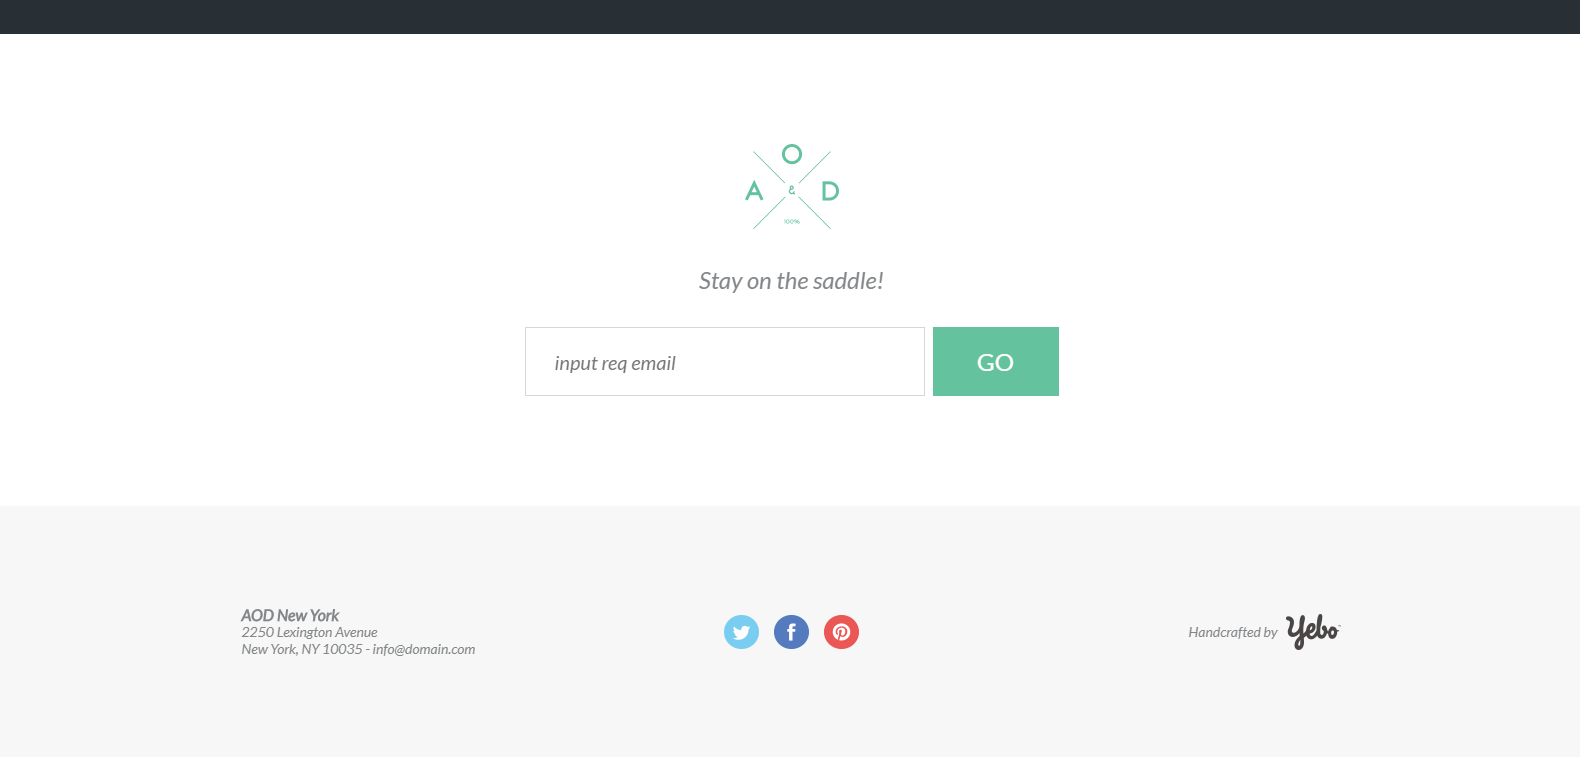 O
A & D
100%
Stay on the saddle!
input req email
GO
AOD New York
2250 Lexington Avenue
New York, NY 10035 - info@domain.com
Handcrafted by Yebo